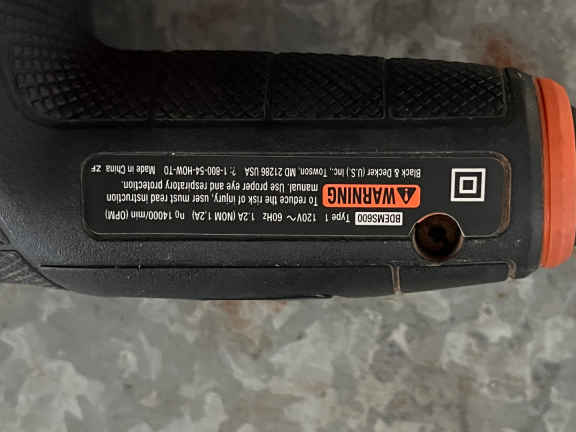 BDEMS600 Type 1 120V ~ 60Hz 1.2A (NOM 1,2A) n₀ 1400/min (OPM)
⚠WARNING To reduce the risk of injury, user must read instruction
manual. Use proper eye and respiratory protection.
Black & Decker (U.S.) Inc., Towson, MD 21286 USA ?: 1-800-54-HOW-TO Made in China ZF